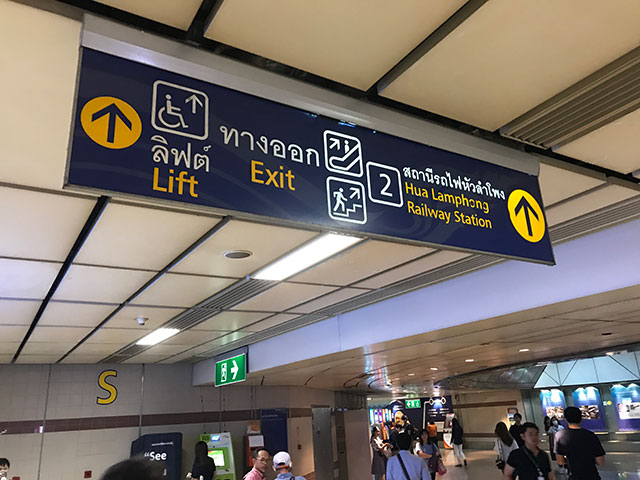 ลิฟต์
Lift
ทางออก
Exit
2
สถานีรถไฟหัวลำโพง
Hua Lamphong
Railway Station
S
"See